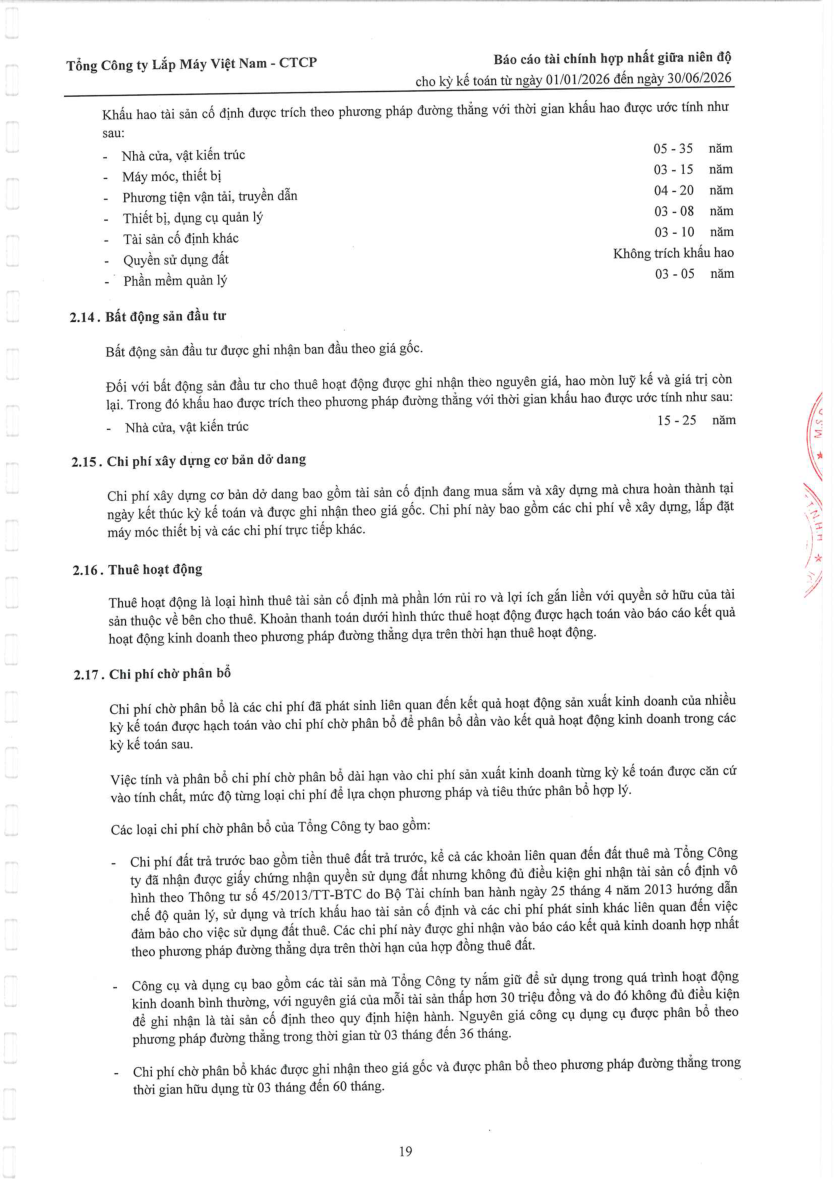 Tổng Công ty Lắp Máy Việt Nam - CTCP
Báo cáo tài chính hợp nhất giữa niên độ
cho kỳ kế toán từ ngày 01/01/2026 đến ngày 30/06/2026
Khấu hao tài sản cố định được trích theo phương pháp đường thẳng với thời gian khấu hao được ước tính như
sau:
- Nhà cửa, vật kiến trúc 05 - 35 năm
- Máy móc, thiết bị 03 - 15 năm
- Phương tiện vận tải, truyền dẫn 04 - 20 năm
- Thiết bị, dụng cụ quản lý 03 - 08 năm
- Tài sản cố định khác 03 - 10 năm
- Quyền sử dụng đất Không trích khấu hao
- Phần mềm quản lý 03 - 05 năm
2.14. Bất động sản đầu tư
Bất động sản đầu tư được ghi nhận ban đầu theo giá gốc.
Đối với bất động sản đầu tư cho thuê hoạt động được ghi nhận theo nguyên giá, hao mòn luỹ kế và giá trị còn
lại. Trong đó khấu hao được trích theo phương pháp đường thẳng với thời gian khấu hao được ước tính như sau:
- Nhà cửa, vật kiến trúc 15 - 25 năm
2.15. Chi phí xây dựng cơ bản dở dang
Chi phí xây dựng cơ bản dở dang bao gồm tài sản cố định đang mua sắm và xây dựng mà chưa hoàn thành tại
ngày kết thúc kỳ kế toán và được ghi nhận theo giá gốc. Chi phí này bao gồm các chi phí về xây dựng, lắp đặt
máy móc thiết bị và các chi phí trực tiếp khác.
2.16. Thuê hoạt động
Thuê hoạt động là loại hình thuê tài sản cố định mà phần lớn rủi ro và lợi ích gắn liền với quyền sở hữu của tài
sản thuộc về bên cho thuê. Khoản thanh toán dưới hình thức thuê hoạt động được hạch toán vào báo cáo kết quả
hoạt động kinh doanh theo phương pháp đường thẳng dựa trên thời hạn thuê hoạt động.
2.17. Chi phí chờ phân bổ
Chi phí chờ phân bổ là các chi phí đã phát sinh liên quan đến kết quả hoạt động sản xuất kinh doanh của nhiều
kỳ kế toán được hạch toán vào chi phí chờ phân bổ để phân bổ dần vào kết quả hoạt động kinh doanh trong các
kỳ kế toán sau.
Việc tính và phân bổ chi phí chờ phân bổ dài hạn vào chi phí sản xuất kinh doanh từng kỳ kế toán được căn cứ
vào tính chất, mức độ từng loại chi phí để lựa chọn phương pháp và tiêu thức phân bổ hợp lý.
Các loại chi phí chờ phân bổ của Tổng Công ty bao gồm:
- Chi phí đất trả trước bao gồm tiền thuê đất trả trước, kể cả các khoản liên quan đến đất thuê mà Tổng Công
ty đã nhận được giấy chứng nhận quyền sử dụng đất nhưng không đủ điều kiện ghi nhận tài sản cố định vô
hình theo Thông tư số 45/2013/TT-BTC do Bộ Tài chính ban hành ngày 25 tháng 4 năm 2013 hướng dẫn
chế độ quản lý, sử dụng và trích khấu hao tài sản cố định và các chi phí phát sinh khác liên quan đến việc
đảm bảo cho việc sử dụng đất thuê. Các chi phí này được ghi nhận vào báo cáo kết quả kinh doanh hợp nhất
theo phương pháp đường thẳng dựa trên thời hạn của hợp đồng thuê đất.
- Công cụ và dụng cụ bao gồm các tài sản mà Tổng Công ty nắm giữ để sử dụng trong quá trình hoạt động
kinh doanh bình thường, với nguyên giá của mỗi tài sản thấp hơn 30 triệu đồng và do đó không đủ điều kiện
để ghi nhận là tài sản cố định theo quy định hiện hành. Nguyên giá công cụ dụng cụ được phân bổ theo
phương pháp đường thẳng trong thời gian từ 03 tháng đến 36 tháng.
- Chi phí chờ phân bổ khác được ghi nhận theo giá gốc và được phân bổ theo phương pháp đường thẳng trong
thời gian hữu dụng từ 03 tháng đến 60 tháng.
19